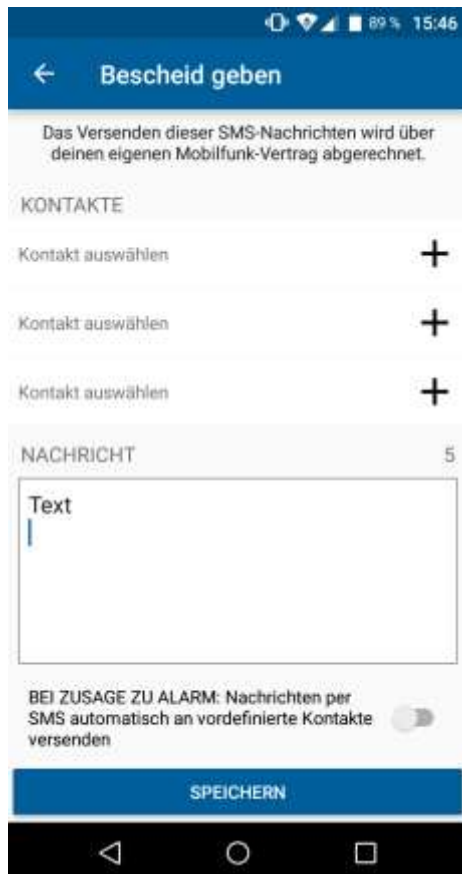 89 % 15:46
Bescheid geben
Das Versenden dieser SMS-Nachrichten wird über
deinen eigenen Mobilfunk-Vertrag abgerechnet.
KONTAKTE
Kontakt auswählen
Kontakt auswählen
Kontakt auswählen
NACHRICHT 5
Text
BEI ZUSAGE ZU ALARM: Nachrichten per
SMS automatisch an vordefinierte Kontakte
versenden
SPEICHERN